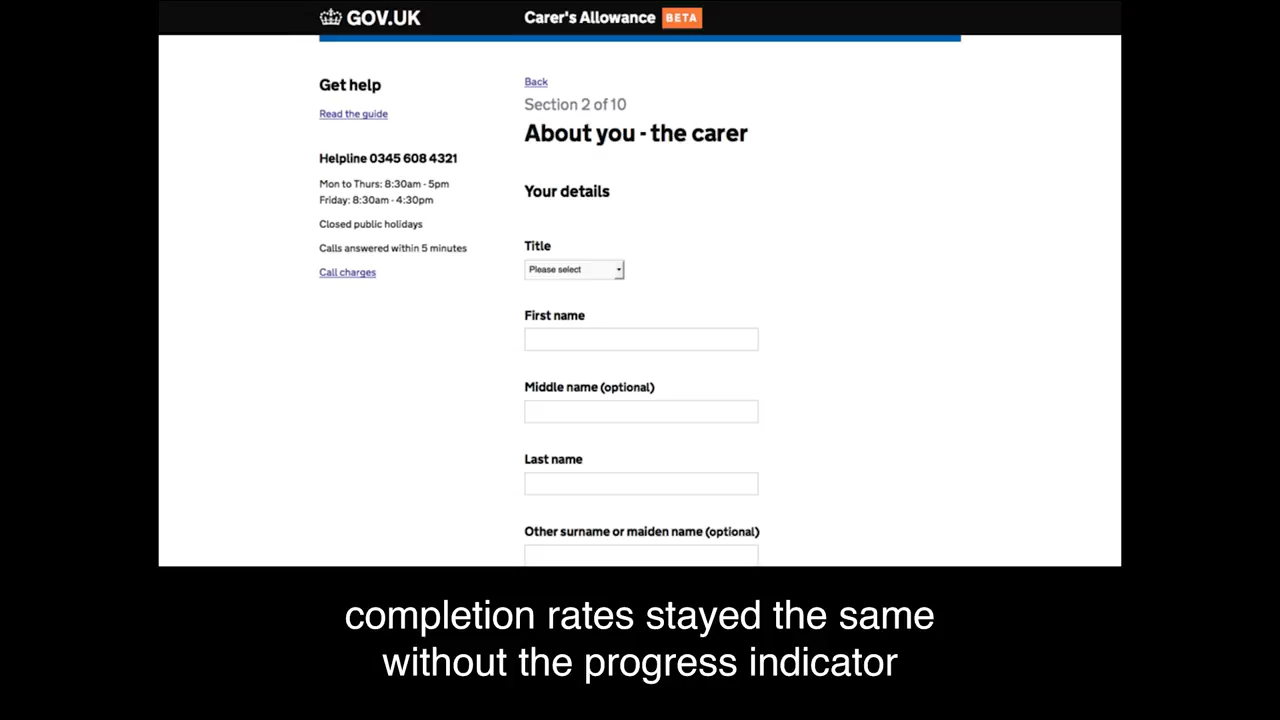 GOV.UK
Carer's Allowance BETA
Get help
Read the guide
Helpline 0345 608 4321
Mon to Thurs: 8:30am - 5pm
Friday: 8:30am - 4:30pm
Closed public holidays
Calls answered within 5 minutes
Call charges
Back
Section 2 of 10
About you - the carer
Your details
Title
Please select
First name
Middle name (optional)
Last name
Other surname or maiden name (optional)
completion rates stayed the same
without the progress indicator